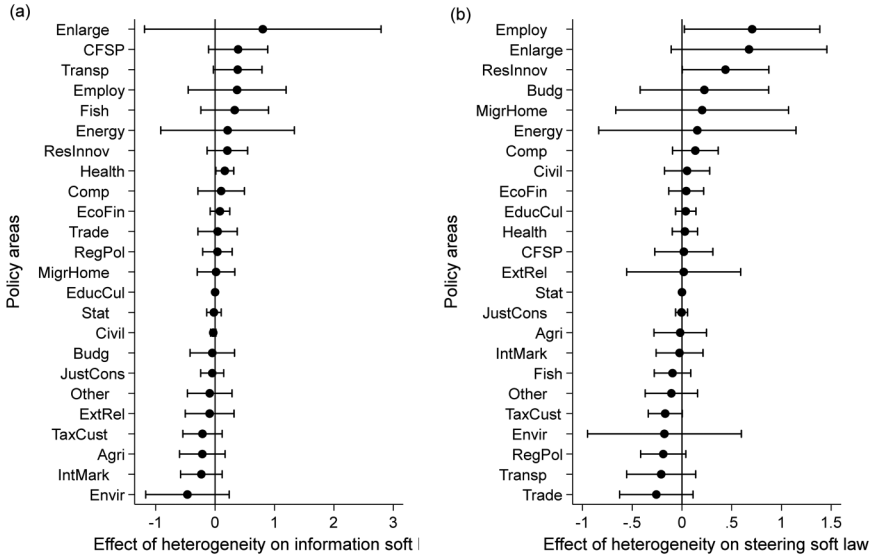 (a)
Enlarge
CFSP
Transp
Employ
Fish
Energy
ResInnov
Health
Comp
EcoFin
Trade
RegPol
MigrHome
EducCul
Stat
Civil
Budg
JustCons
Other
ExtRel
TaxCust
Agri
IntMark
Envir
Policy areas
-1 0 1 2 3
Effect of heterogeneity on information soft
(b)
Employ
Enlarge
ResInnov
Budg
MigrHome
Energy
Comp
Civil
EcoFin
EducCul
Health
CFSP
ExtRel
Stat
JustCons
Agri
IntMark
Fish
Other
TaxCust
Envir
RegPol
Transp
Trade
Policy areas
-1 -.5 0 .5 1 1.5
Effect of heterogeneity on steering soft law